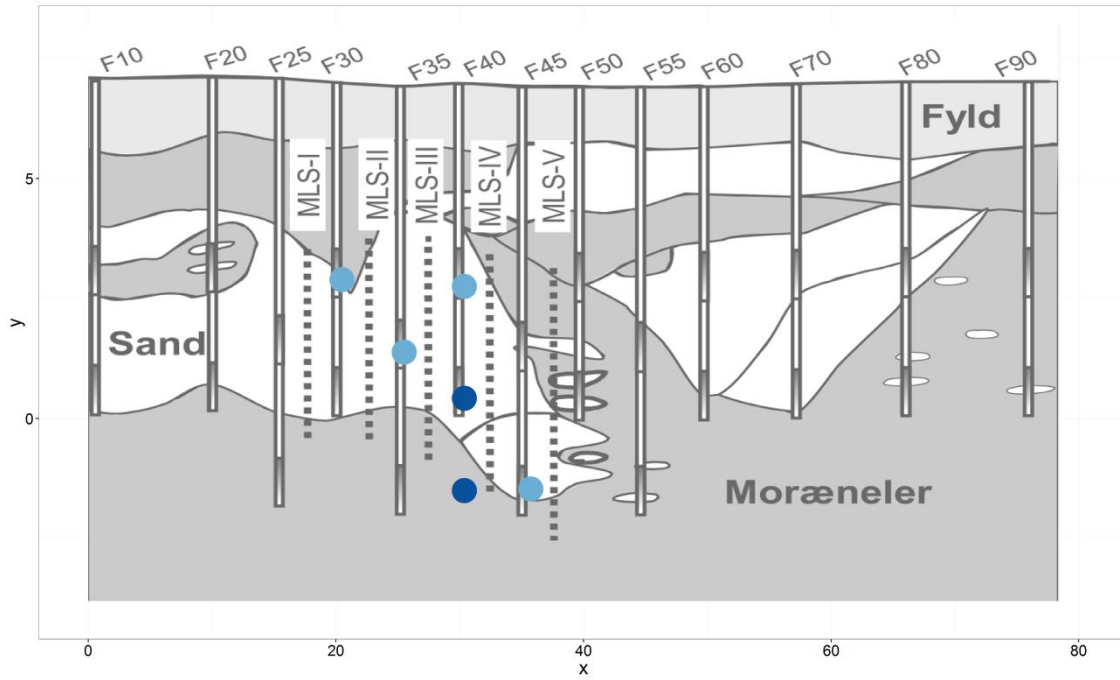 F10 F20 F25 F30 F35 F40 F45 F50 F55 F60 F70 F80 F90
Fyld
MLS-I MLS-II MLS-III MLS-IV MLS-V
5
Sand
0
Moræneler
y
0 20 40 60 80
x